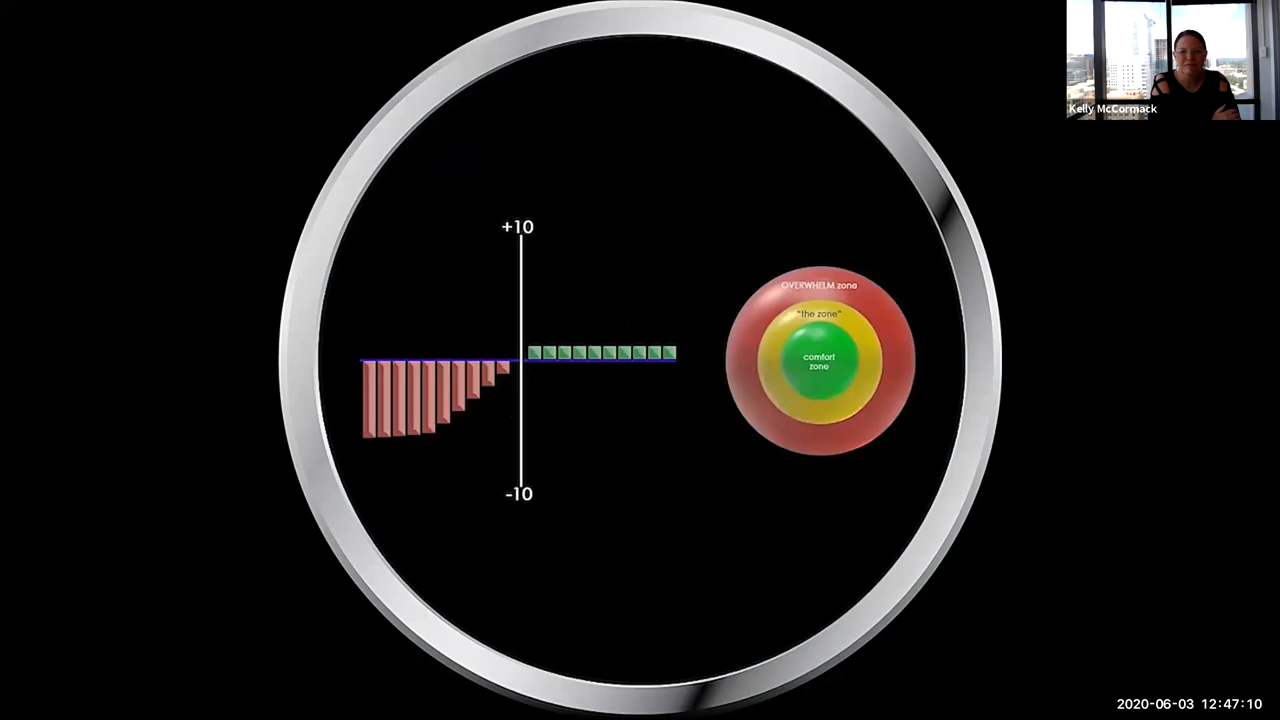 Kelly McCormack
+10
OVERWHELM zone
"the zone"
comfort
zone
-10
2020-06-03 12:47:10